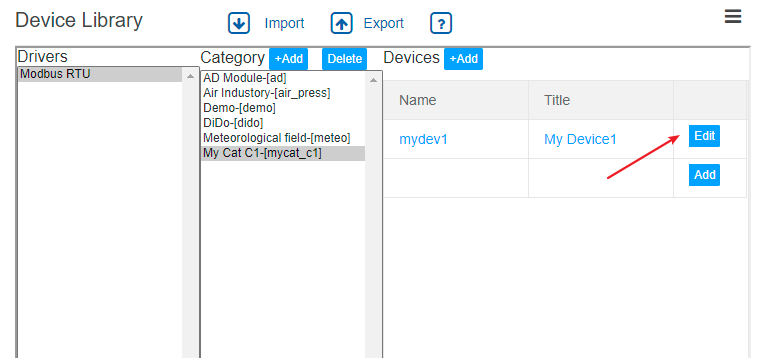 Device Library
Import
Export
?
Drivers
Modbus RTU
Category
+Add
Delete
AD Module-[ad]
Air Industory-[air_press]
Demo-[demo]
DiDo-[dido]
Meteorological field-[meteo]
My Cat C1-[mycat_c1]
Devices
+Add
Name
Title
mydev1
My Device1
Edit
Add